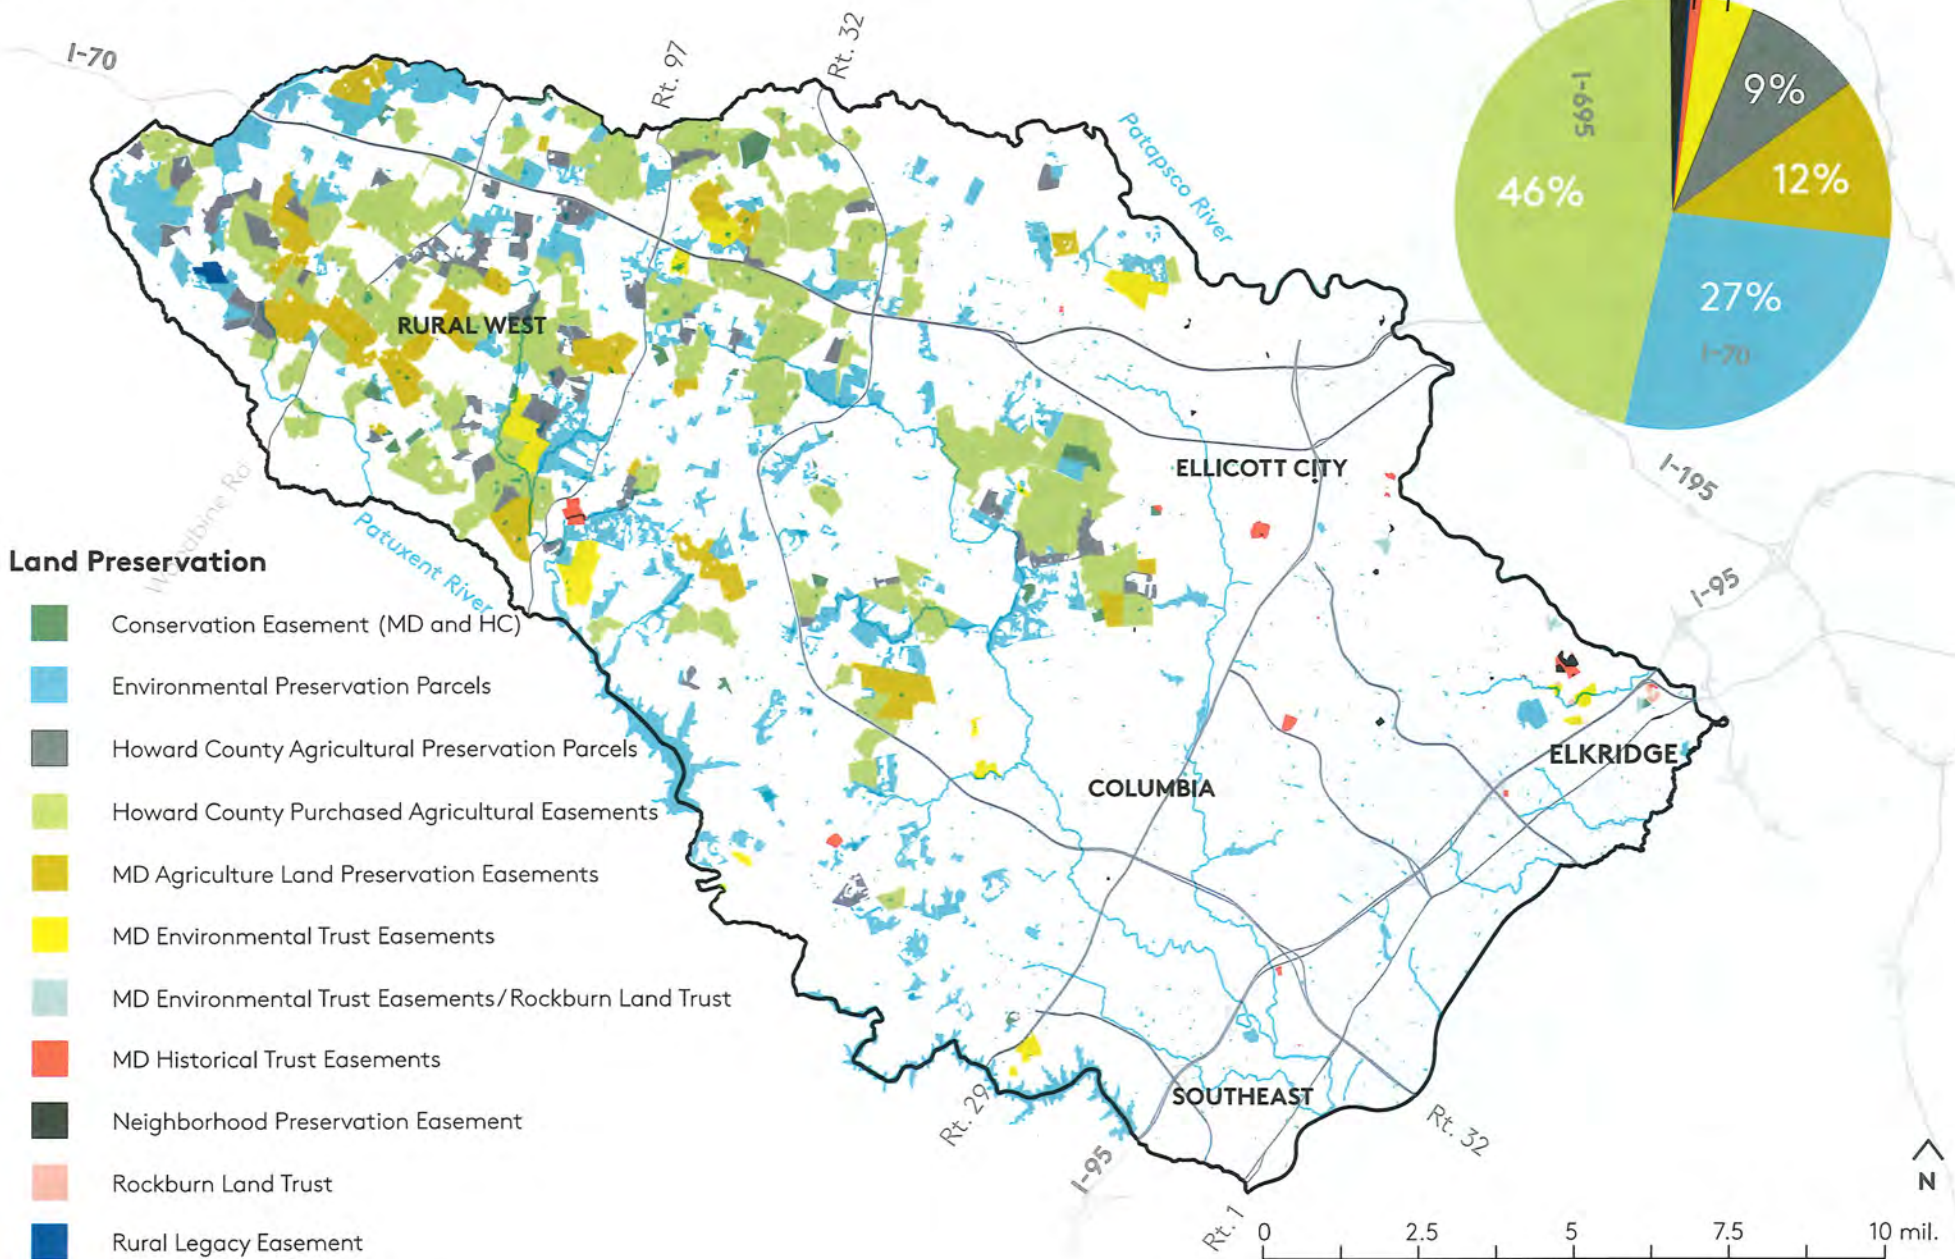 I-70
Rt. 97
Rt. 32
Patapsco River
I-695
9%
12%
46%
27%
I-70
RURAL WEST
ELLICOTT CITY
I-195
Woodbine Rd
Patuxent River
I-95
Land Preservation
Conservation Easement (MD and HC)
Environmental Preservation Parcels
Howard County Agricultural Preservation Parcels
Howard County Purchased Agricultural Easements
MD Agriculture Land Preservation Easements
MD Environmental Trust Easements
MD Environmental Trust Easements/Rockburn Land Trust
MD Historical Trust Easements
Neighborhood Preservation Easement
Rockburn Land Trust
Rural Legacy Easement
ELKRIDGE
COLUMBIA
SOUTHEAST
Rt. 29
I-95
Rt. 32
Rt. 1
N
0 2.5 5 7.5 10 mil.